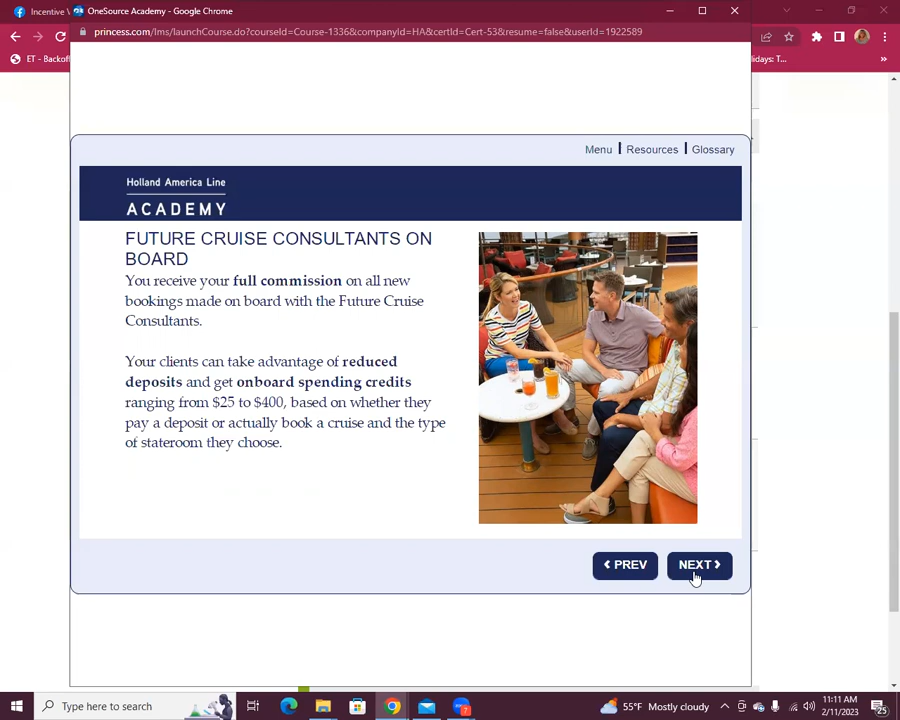 Incentive
OneSource Academy - Google Chrome
princess.com/lms/launchCourse.do?courseId=Course-1336&companyId=HA&certId=Cert-53&resume=false&userId=1922589
ET - Backoff
lidays: T...
»
Menu | Resources | Glossary
Holland America Line
ACADEMY
FUTURE CRUISE CONSULTANTS ON
BOARD
You receive your full commission on all new
bookings made on board with the Future Cruise
Consultants.
Your clients can take advantage of reduced
deposits and get onboard spending credits
ranging from $25 to $400, based on whether they
pay a deposit or actually book a cruise and the type
of stateroom they choose.
‹ PREV
NEXT ›
Type here to search
55°F Mostly cloudy
11:11 AM
2/11/2023
25